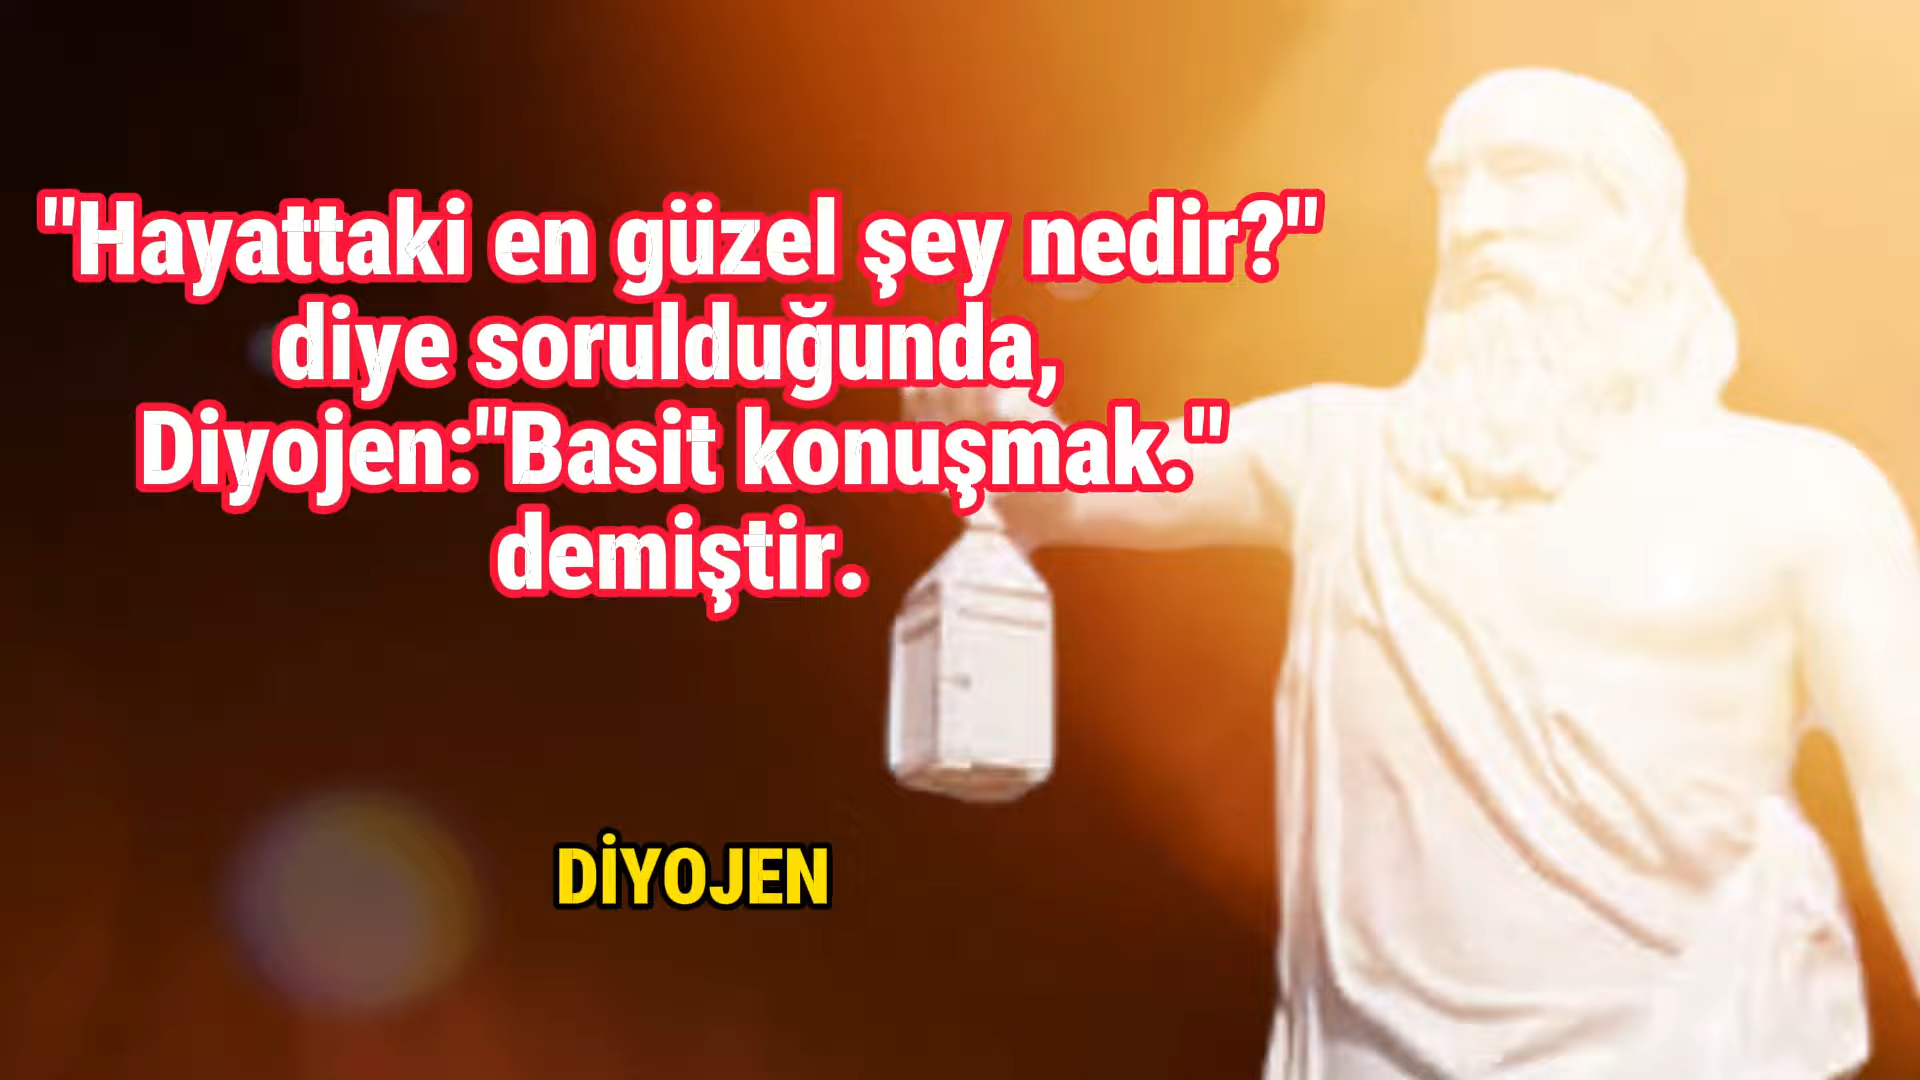 "Hayattaki en güzel şey nedir?"
diye sorulduğunda,
Diyojen:"Basit konuşmak."
demiştir.
DİYOJEN